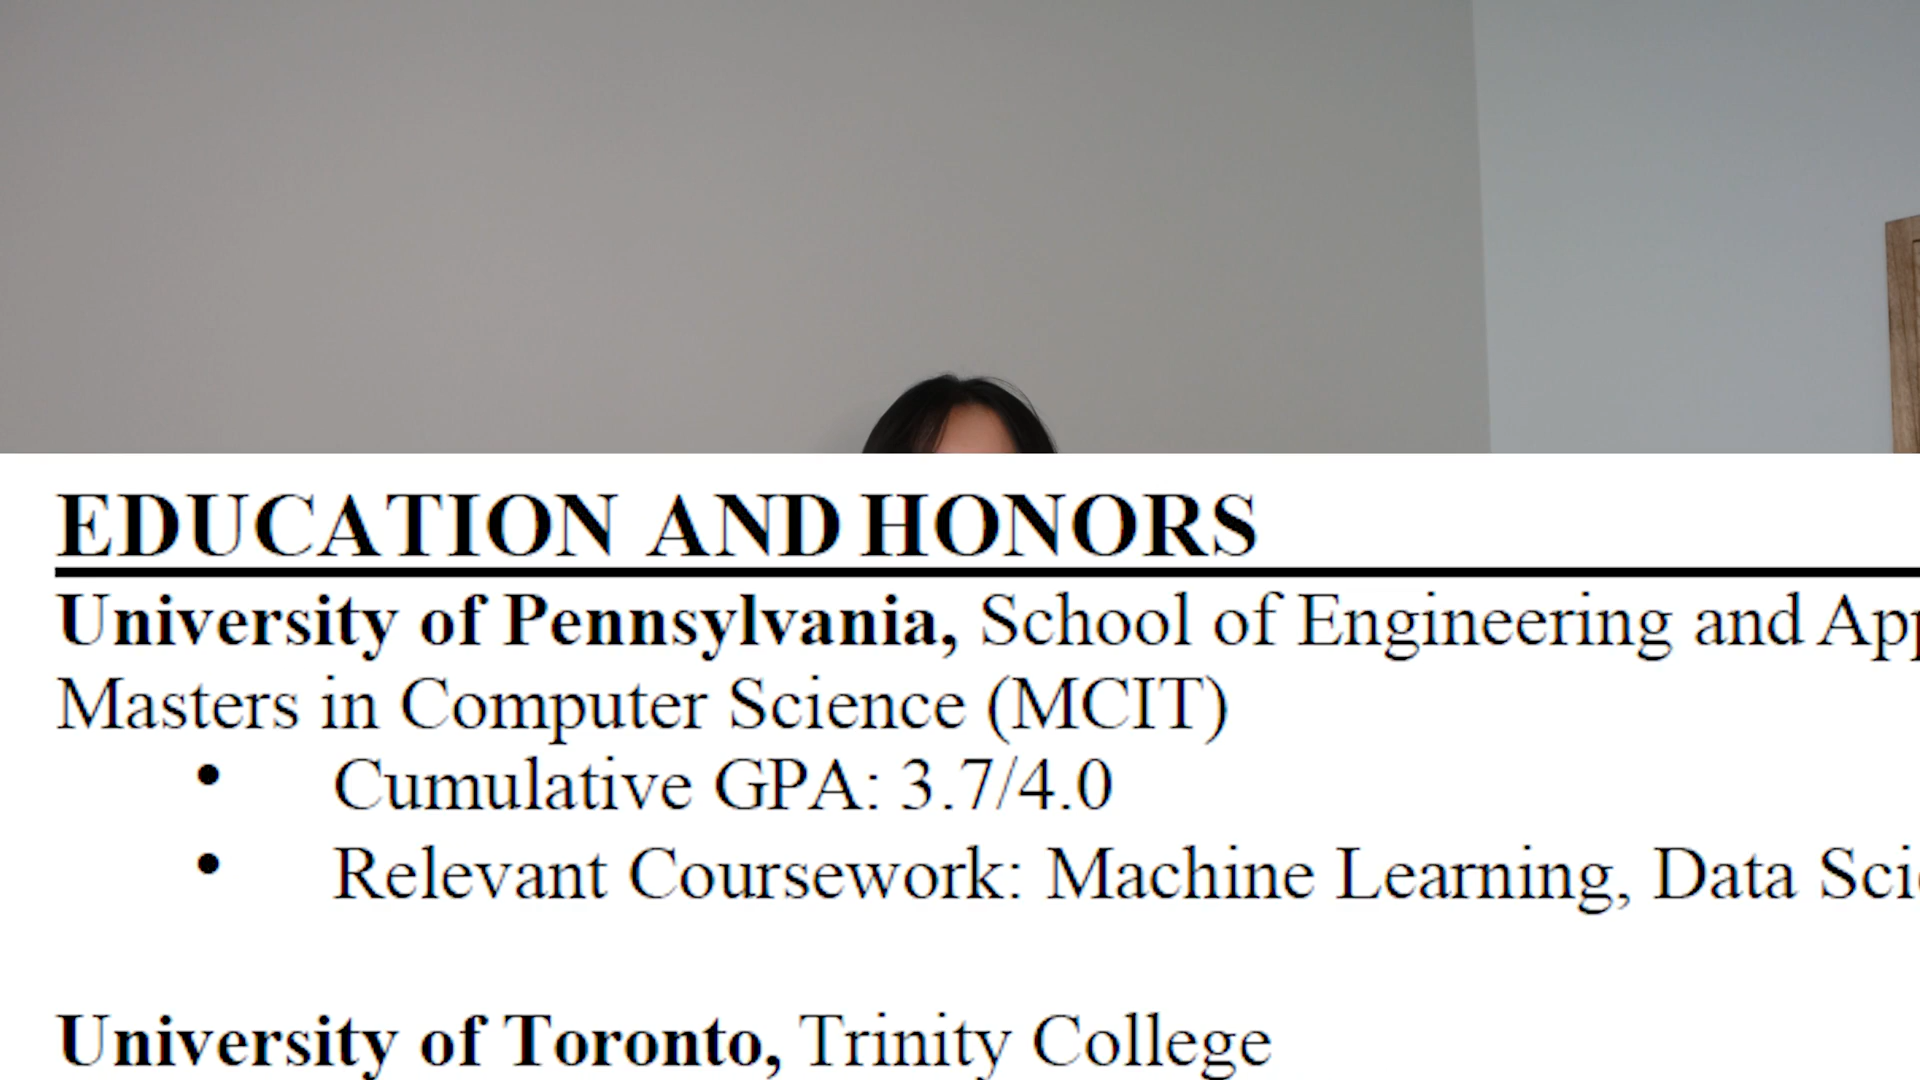 EDUCATION AND HONORS
University of Pennsylvania, School of Engineering and
Masters in Computer Science (MCIT)
• Cumulative GPA: 3.7/4.0
• Relevant Coursework: Machine Learning, Data
University of Toronto, Trinity College